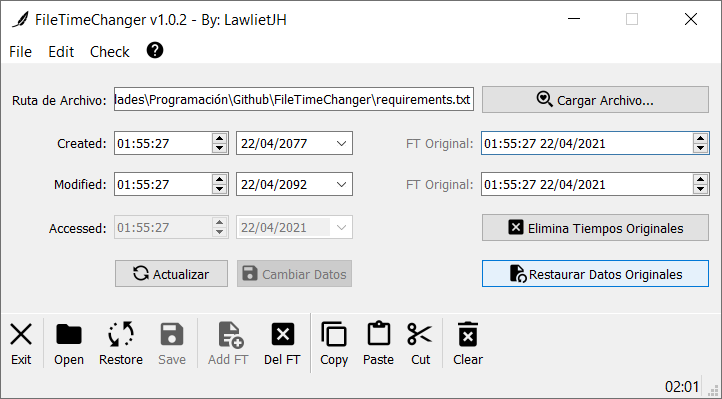 FileTimeChanger v1.0.2 - By: LawlietJH
File Edit Check ?
Ruta de Archivo: dades\Programación\Github\FileTimeChanger\requirements.txt Cargar Archivo...
Created: 01:55:27 22/04/2077 FT Original: 01:55:27 22/04/2021
Modified: 01:55:27 22/04/2092 FT Original: 01:55:27 22/04/2021
Accessed: 01:55:27 22/04/2021 Elimina Tiempos Originales
Actualizar Cambiar Datos Restaurar Datos Originales
Exit Open Restore Save Add FT Del FT Copy Paste Cut Clear
02:01